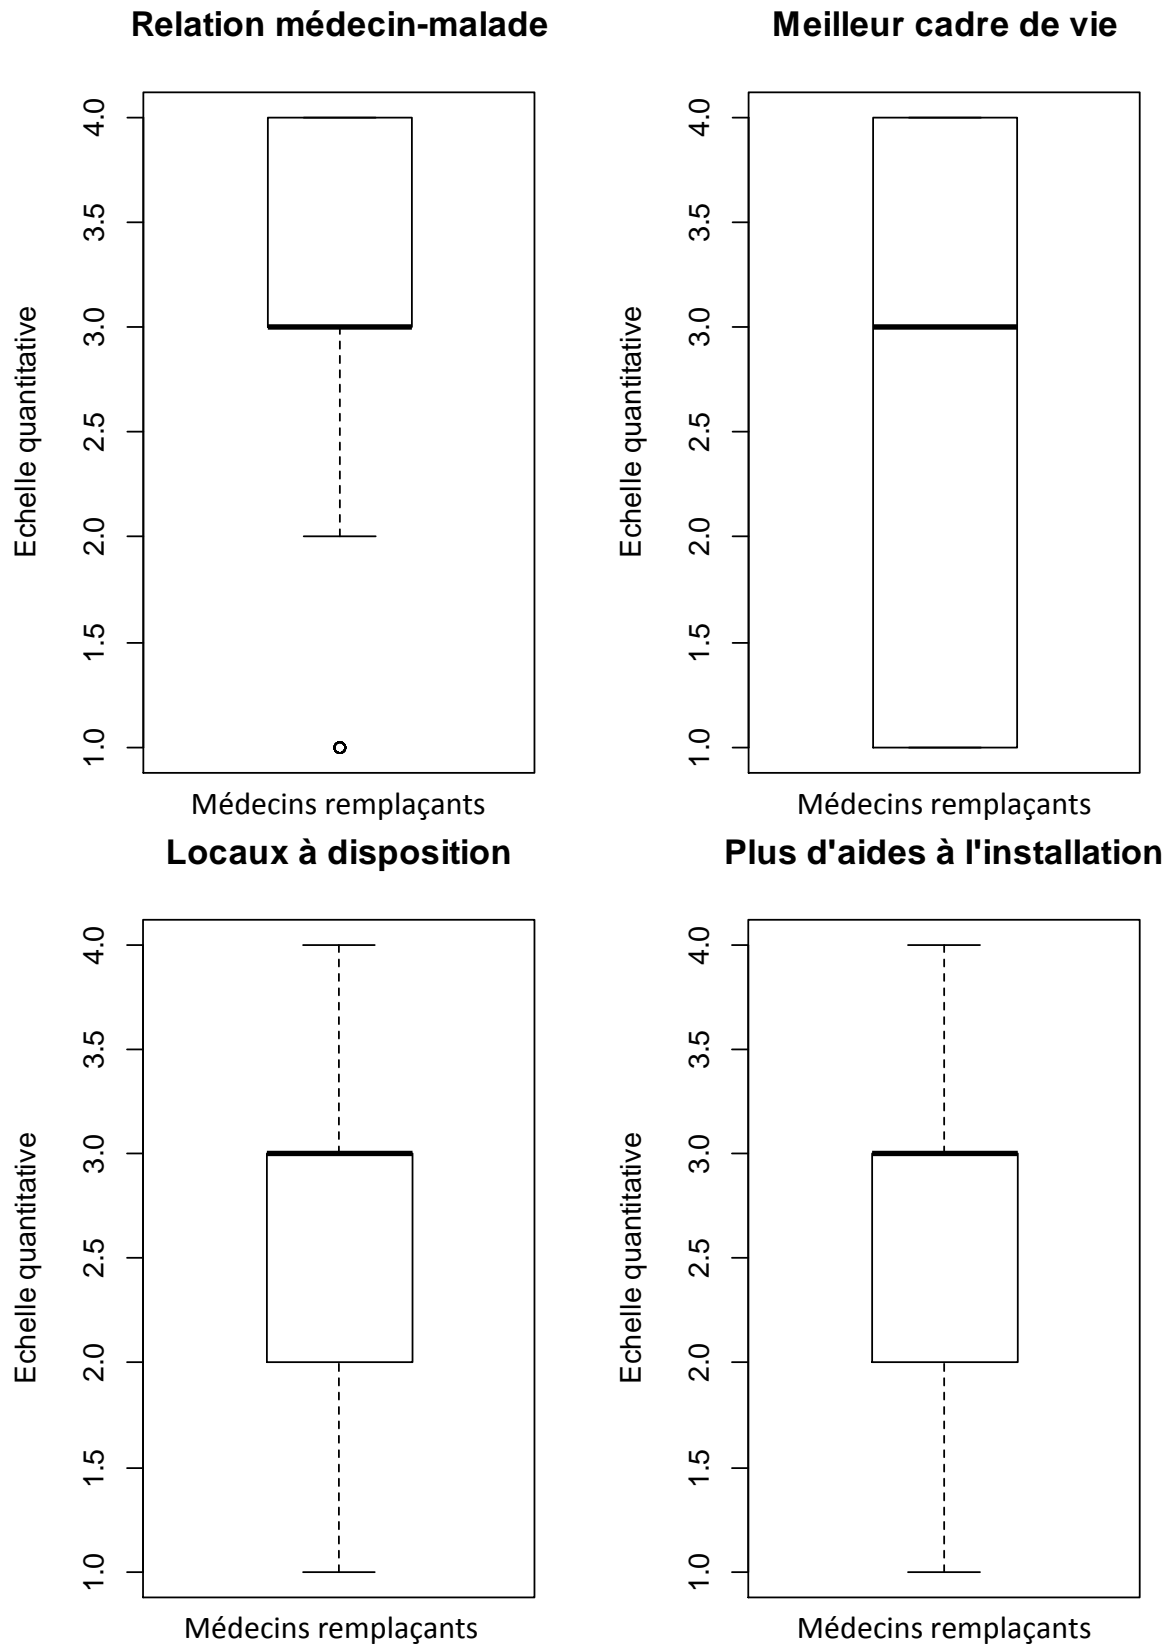 Relation médecin-malade
Echelle quantitative
4.0
3.5
3.0
2.5
2.0
1.5
1.0
Médecins remplaçants
Meilleur cadre de vie
Echelle quantitative
4.0
3.5
3.0
2.5
2.0
1.5
1.0
Médecins remplaçants
Locaux à disposition
Echelle quantitative
4.0
3.5
3.0
2.5
2.0
1.5
1.0
Médecins remplaçants
Plus d'aides à l'installation
Echelle quantitative
4.0
3.5
3.0
2.5
2.0
1.5
1.0
Médecins remplaçants